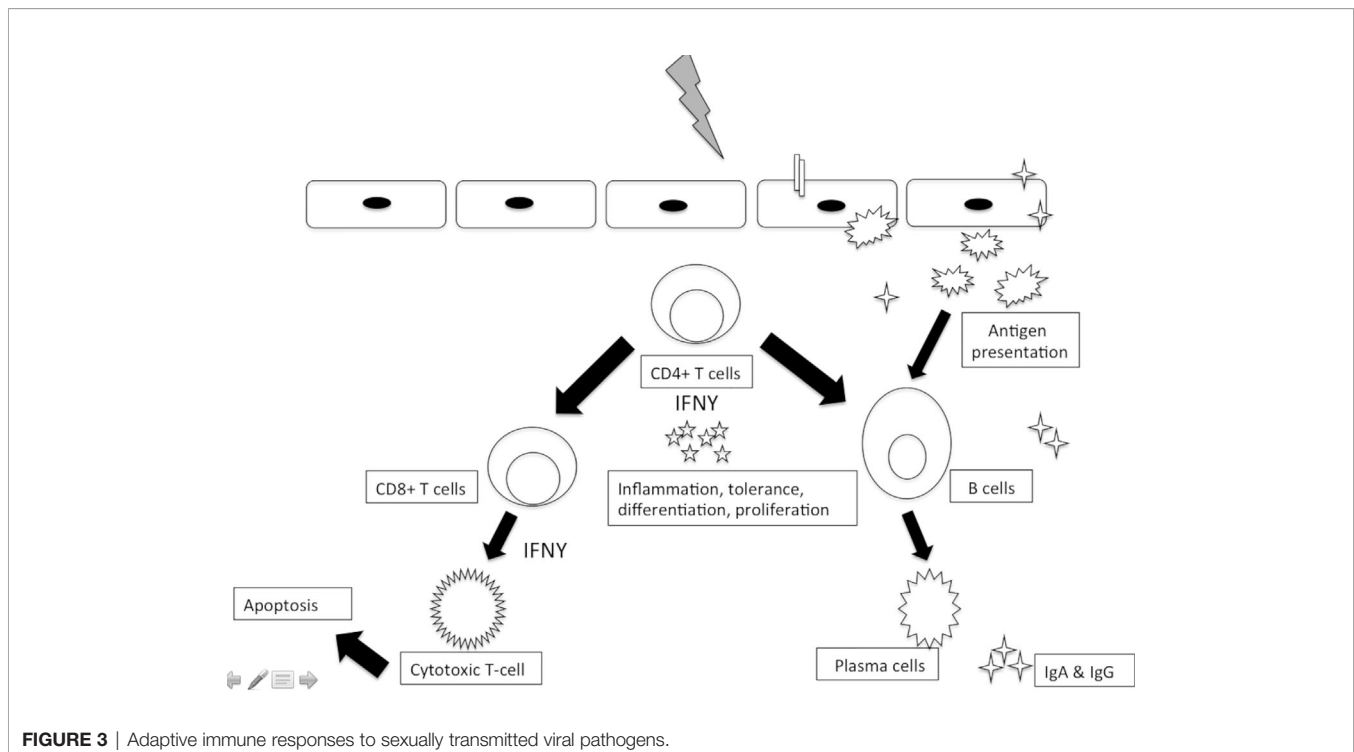 Antigen
presentation
CD4+ T cells
IFNY
CD8+ T cells
Inflammation, tolerance,
differentiation, proliferation
B cells
IFNY
Apoptosis
Cytotoxic T-cell
Plasma cells
IgA & IgG
FIGURE 3 | Adaptive immune responses to sexually transmitted viral pathogens.